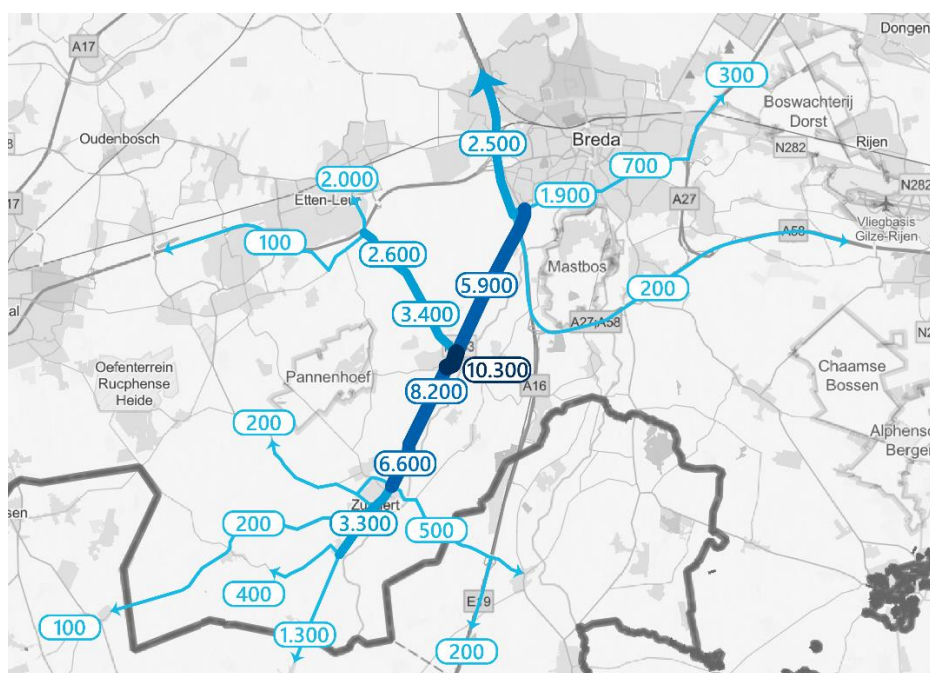 Dongen
A17
300
Boswachterij
Dorst
Oudenbosch
2.500
Breda
N282
Rijen
700
2.000
1.900
N282
Etten-Leur
A27
Vliegbasis
Gilze-Rijen
A58
100
2.600
Mastbos
5.900
200
3.400
A27;A58
10.300
Oefenterrein
Rucphense
Heide
Pannenhoef
8.200
A16
Chaamse
Bossen
200
6.600
3.300
500
200
400
E19
100
1.300
200